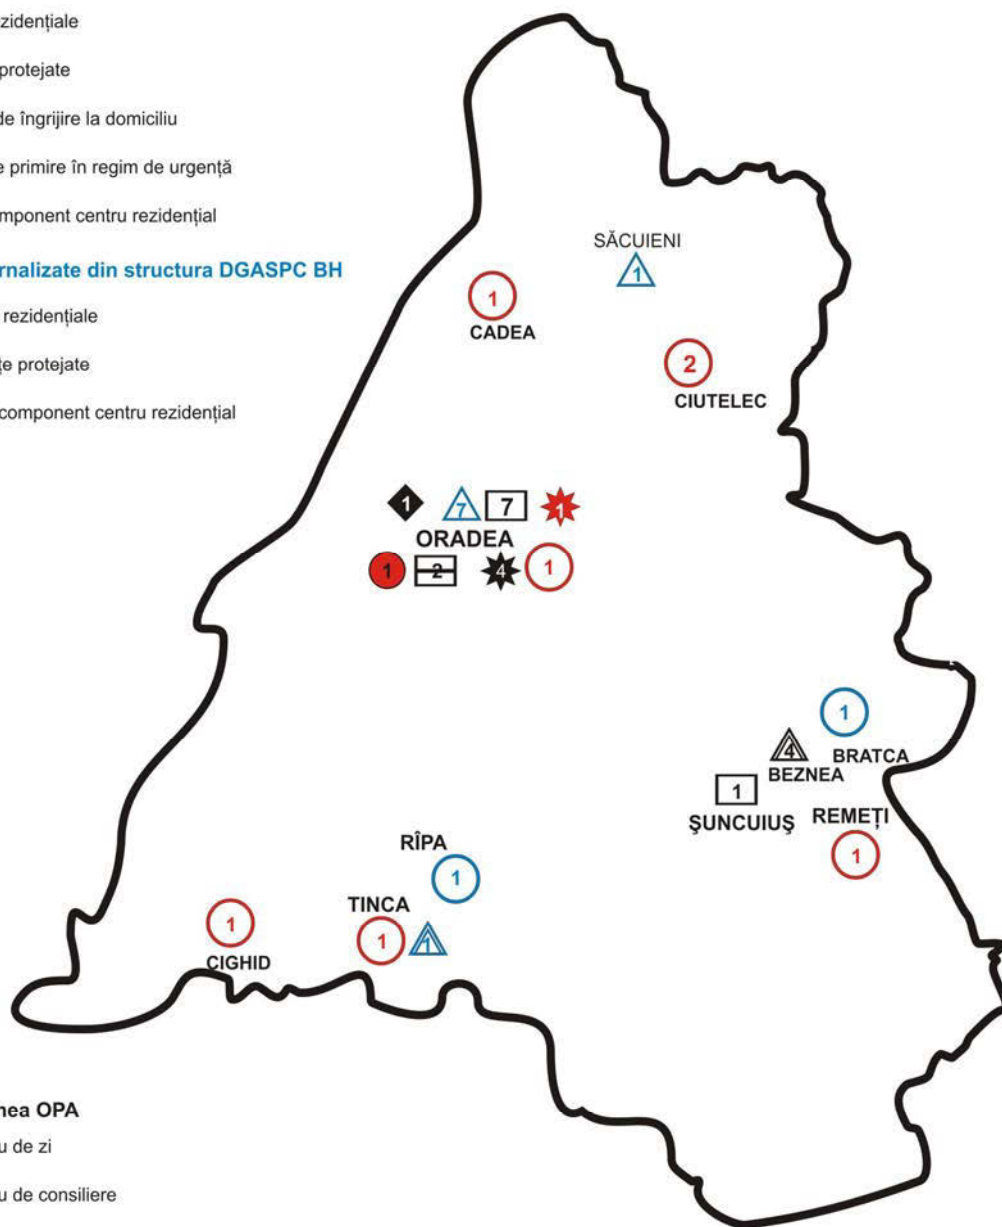 zidențiale
protejate
de îngrijire la domiciliu
e primire în regim de urgență
mponent centru rezidențial
rnalizate din structura DGASPC BH
rezidențiale
țe protejate
component centru rezidențial
SĂCUIENI
1
1
CADEA
2
CIUTELEC
1 7 7 1
ORADEA
1 2 4 1
1
4 BRATCA
BEZNEA
1
ŞUNCUIUŞ REMEȚI
1
RÎPA
1
TINCA
1 1
1
CIGHID
nea OPA
u de zi
u de consiliere